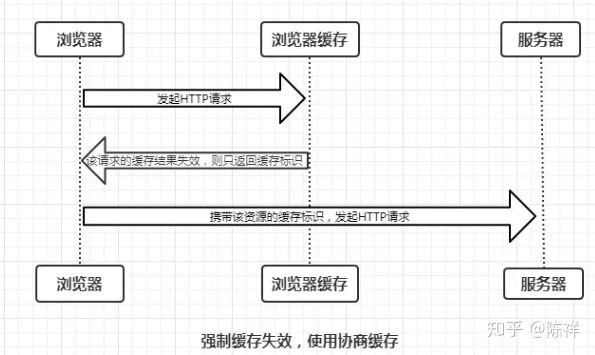 浏览器 浏览器缓存 服务器
发起HTTP请求
该请求的缓存结果失效，则只返回缓存标识
携带该资源的缓存标识，发起HTTP请求
浏览器 浏览器缓存 服务器
强制缓存失效，使用协商缓存
知乎 @陈祥